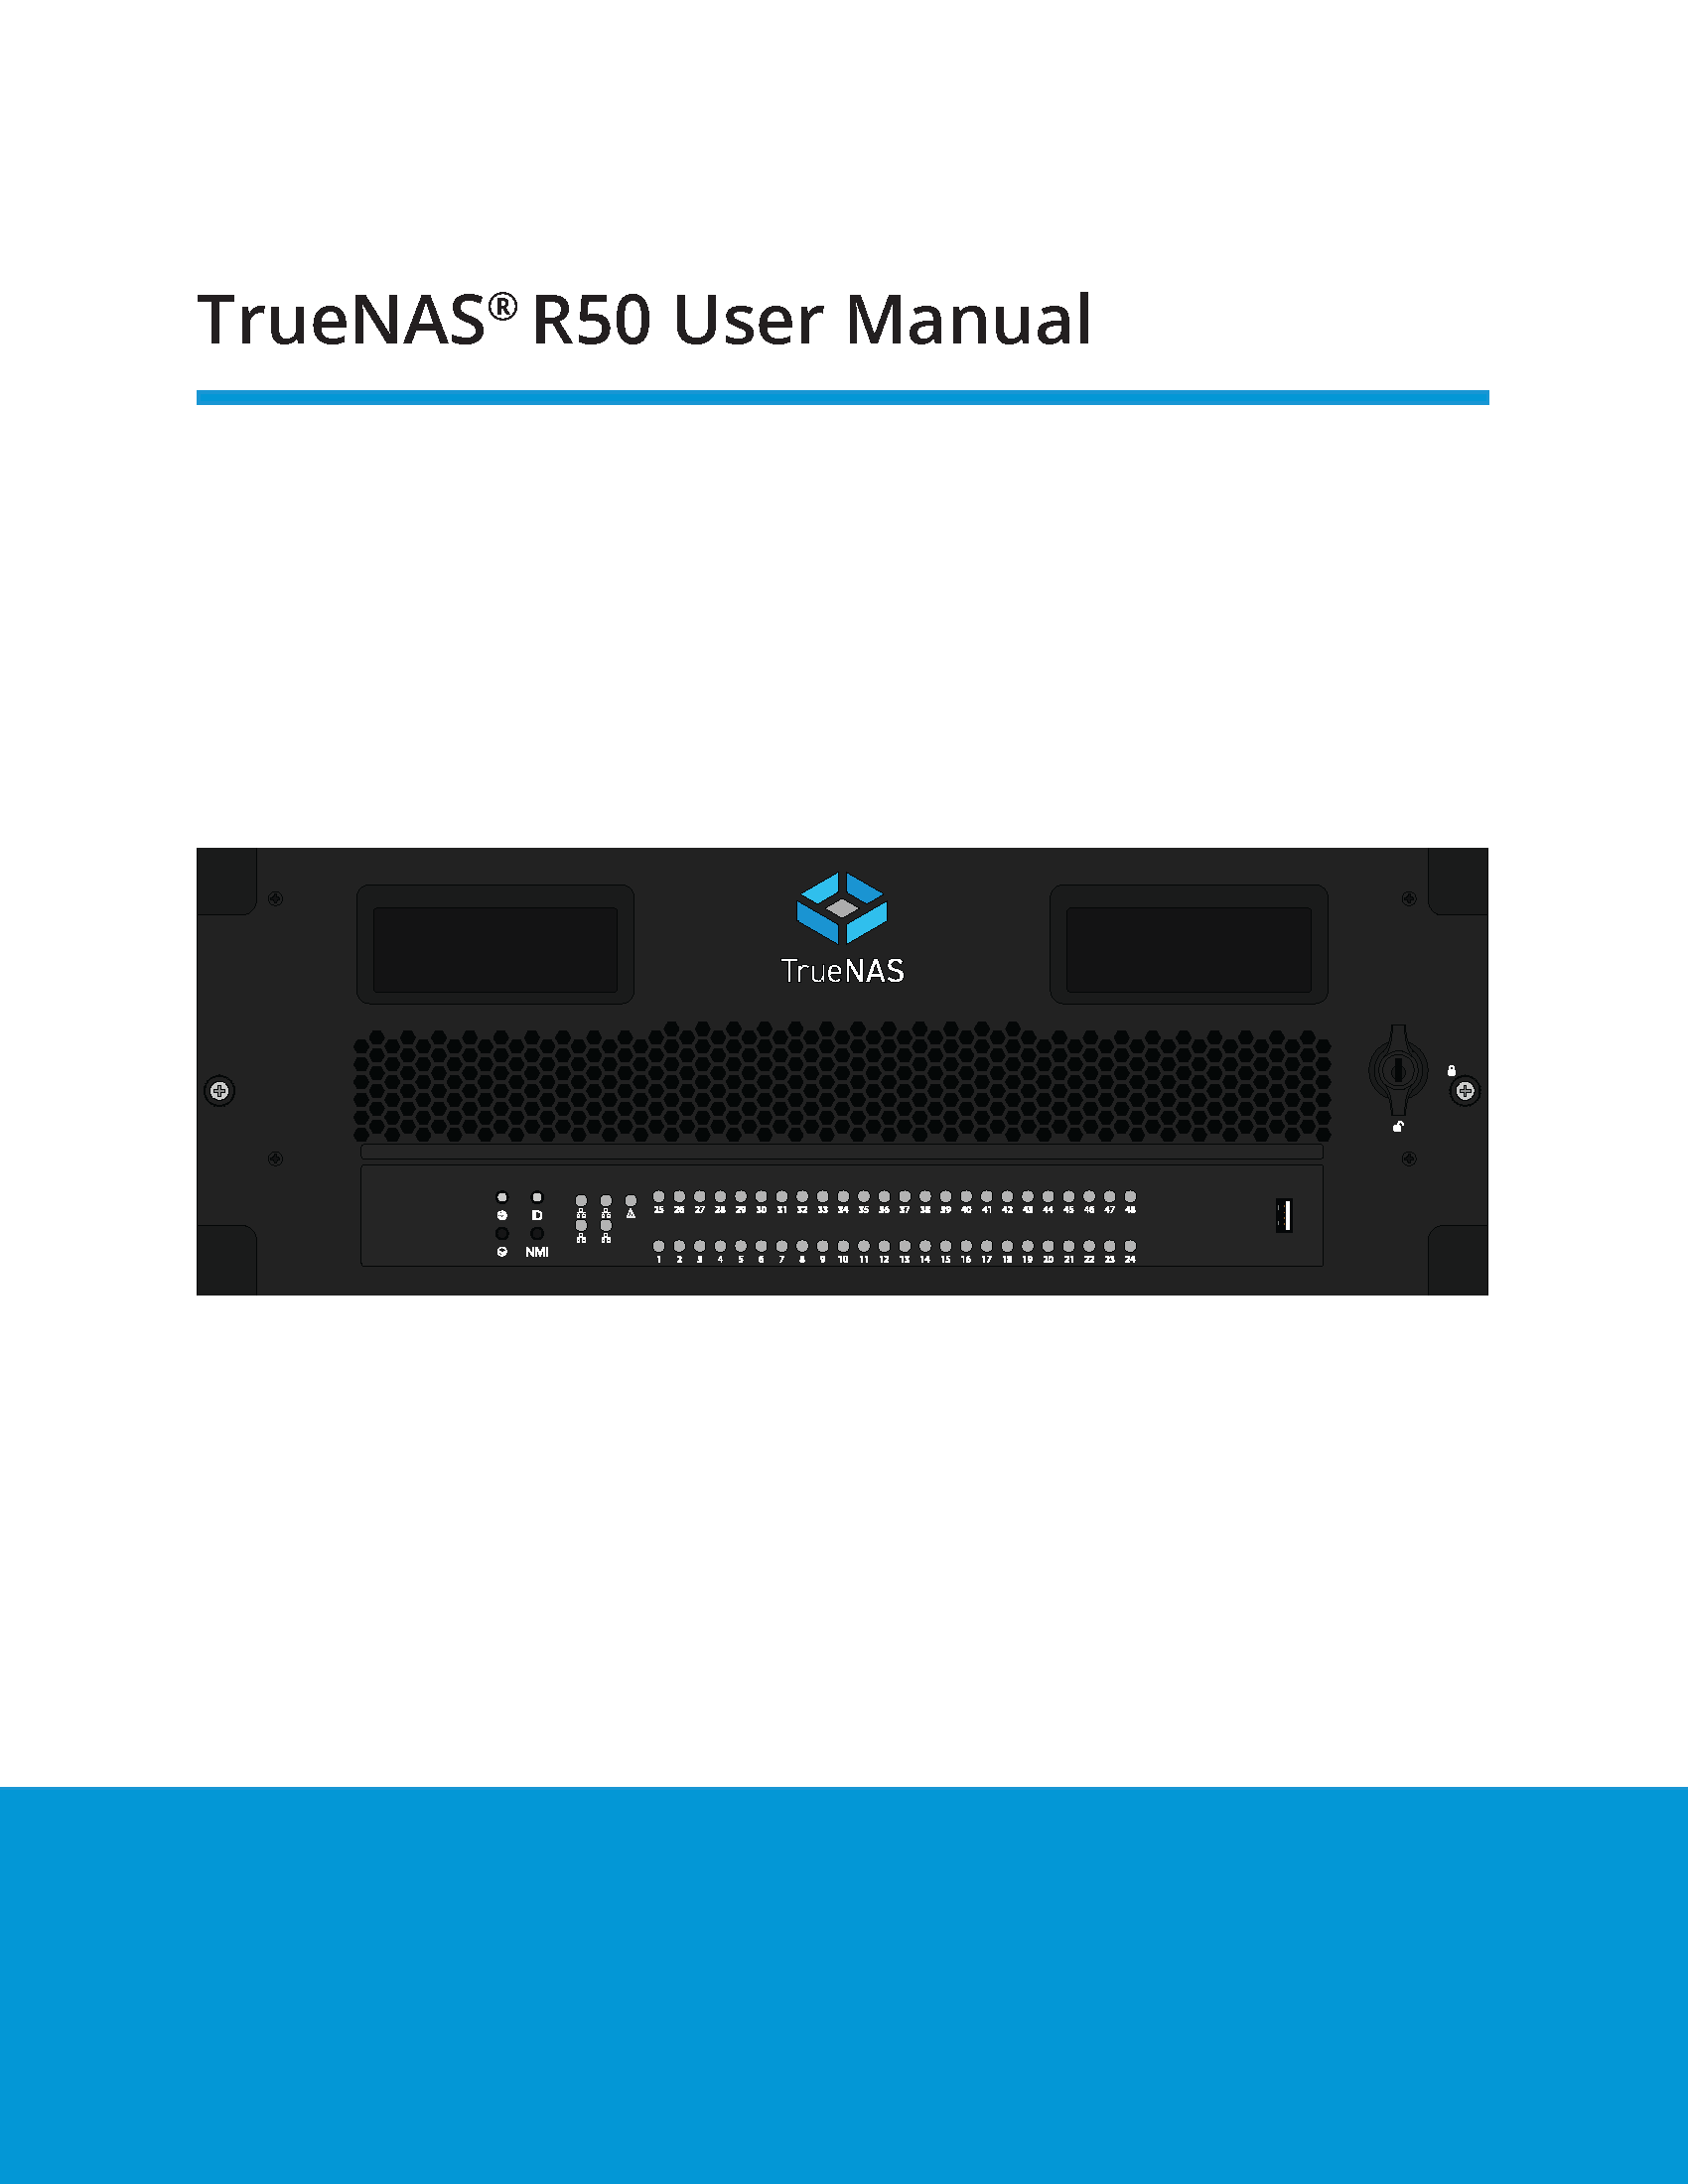 TrueNAS® R50 User Manual
TrueNAS
25 26 27 28 29 30 31 32 33 34 35 36 37 38 39 40 41 42 43 44 45 46 47 48
NMI
1 2 3 4 5 6 7 8 9 10 11 12 13 14 15 16 17 18 19 20 21 22 23 24